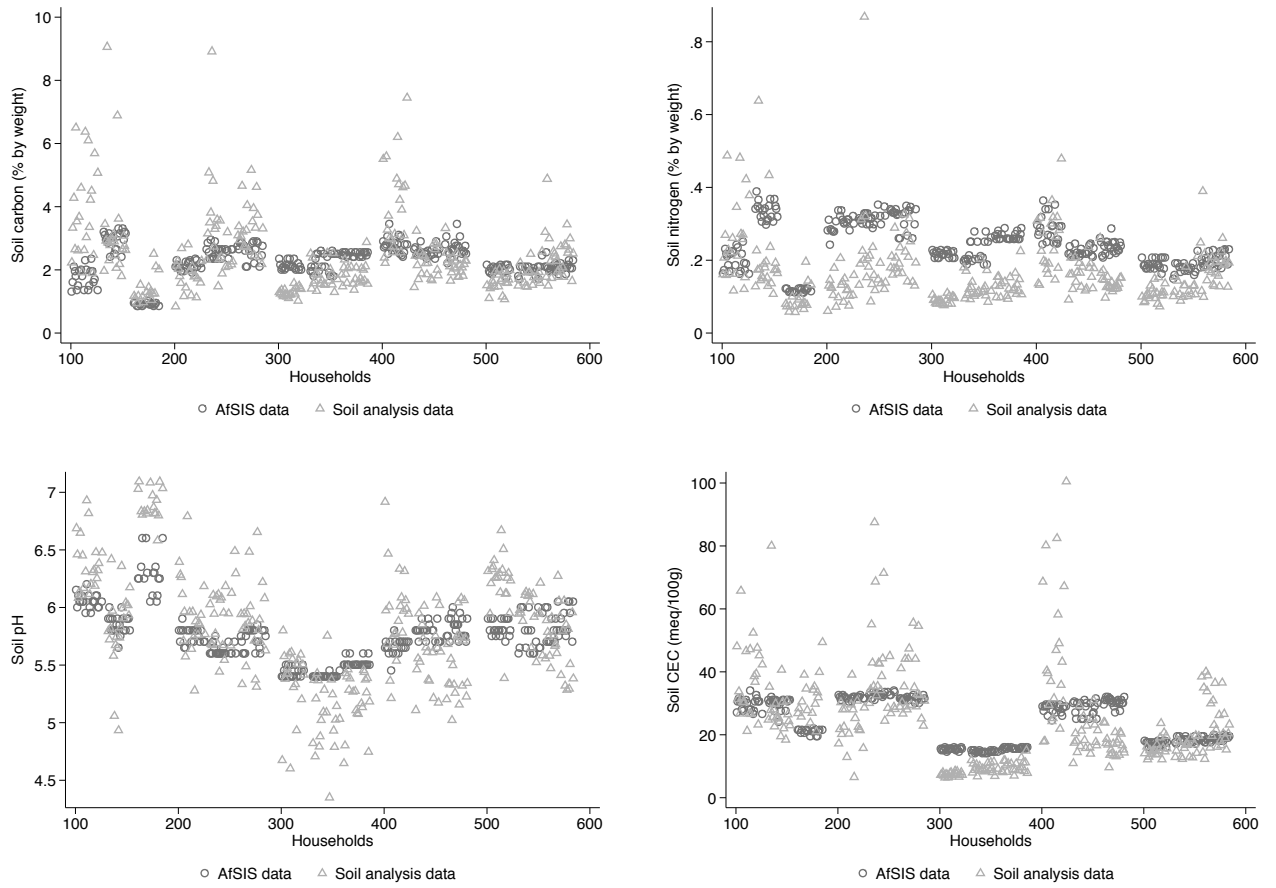 Soil carbon (% by weight)
10
8
6
4
2
0
100 200 300 400 500 600
Households
AfSIS data Soil analysis data
Soil nitrogen (% by weight)
.8
.6
.4
.2
0
100 200 300 400 500 600
Households
AfSIS data Soil analysis data
Soil pH
7
6.5
6
5.5
5
4.5
100 200 300 400 500 600
Households
AfSIS data Soil analysis data
Soil CEC (meq/100g)
100
80
60
40
20
0
100 200 300 400 500 600
Households
AfSIS data Soil analysis data